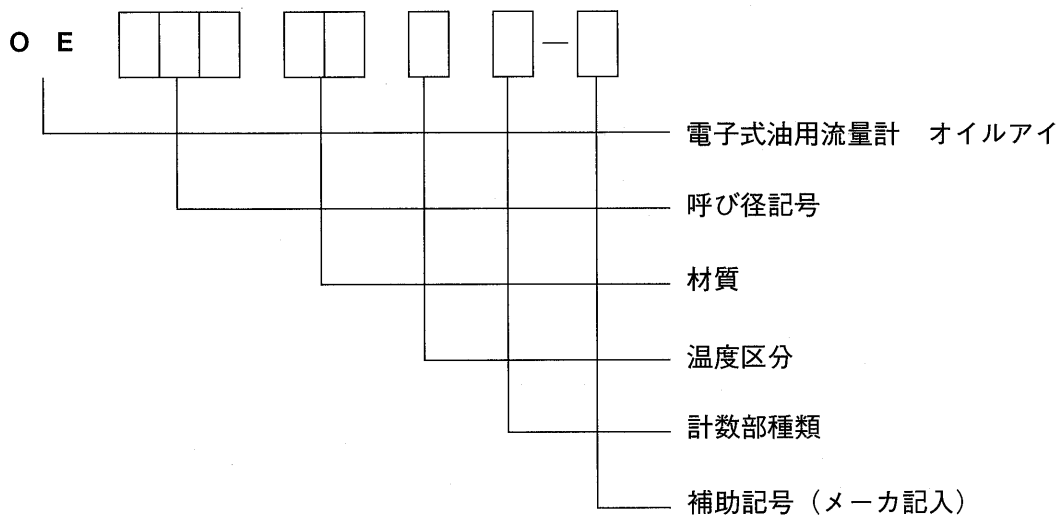 O E —
電子式油用流量計 オイルアイ
呼び径記号
材質
温度区分
計数部種類
補助記号（メーカ記入）